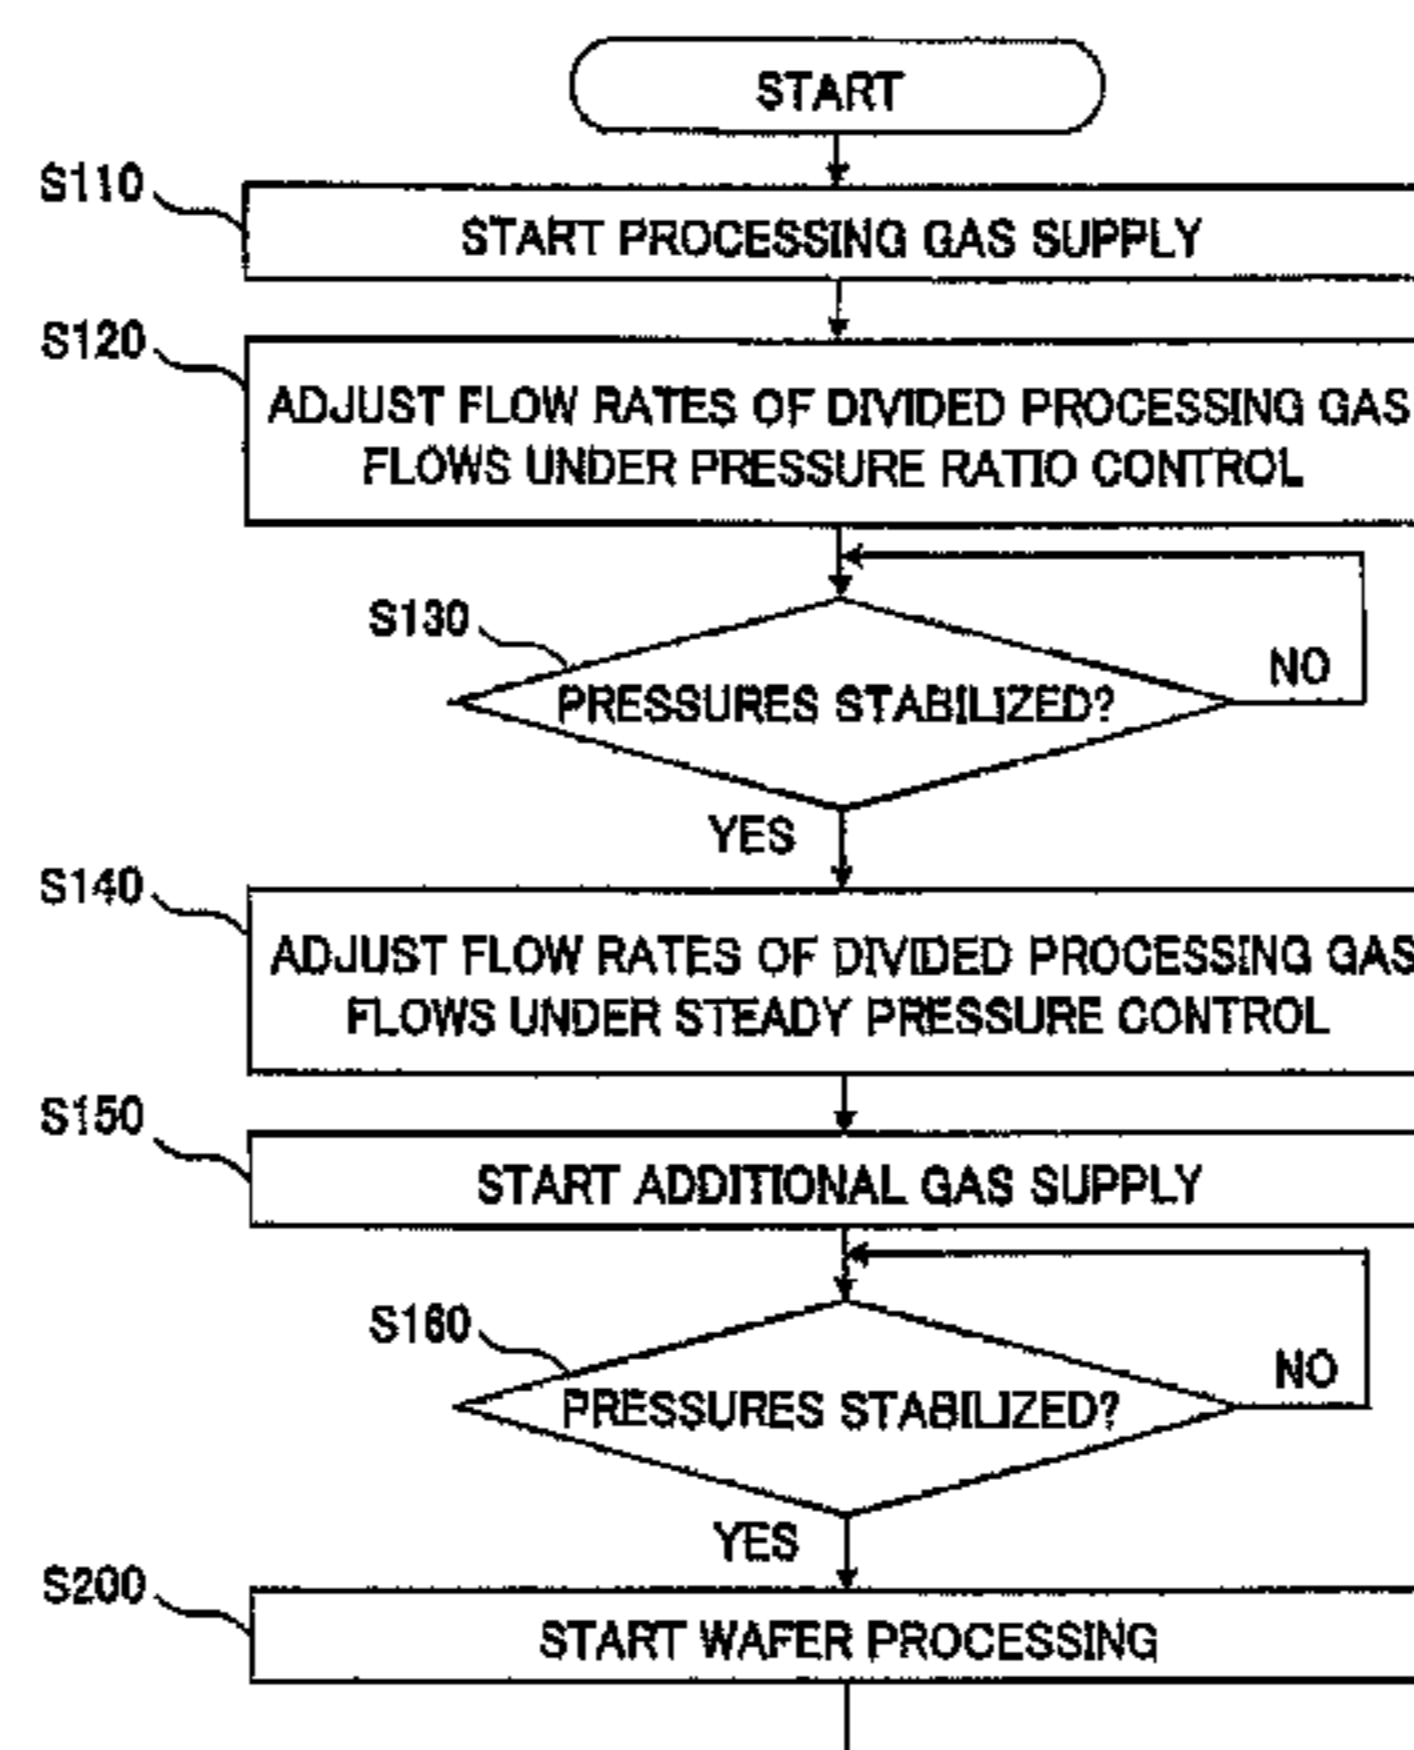 START
S110
START PROCESSING GAS SUPPLY
S120
ADJUST FLOW RATES OF DIVIDED PROCESSING GAS
FLOWS UNDER PRESSURE RATIO CONTROL
S130
PRESSURES STABILIZED?
NO
YES
S140
ADJUST FLOW RATES OF DIVIDED PROCESSING GAS
FLOWS UNDER STEADY PRESSURE CONTROL
S150
START ADDITIONAL GAS SUPPLY
S160
PRESSURES STABILIZED?
NO
YES
S200
START WAFER PROCESSING